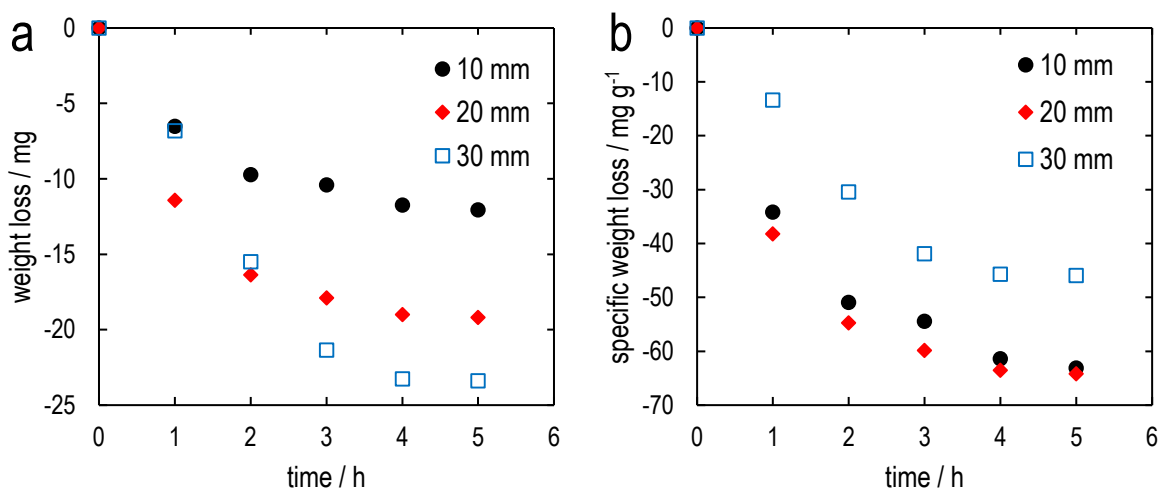 a
0
-5
-10
-15
-20
-25
weight loss / mg
10 mm
20 mm
30 mm
0 1 2 3 4 5 6
time / h
b
0
-10
-20
-30
-40
-50
-60
-70
specific weight loss / mg g⁻¹
10 mm
20 mm
30 mm
0 1 2 3 4 5 6
time / h